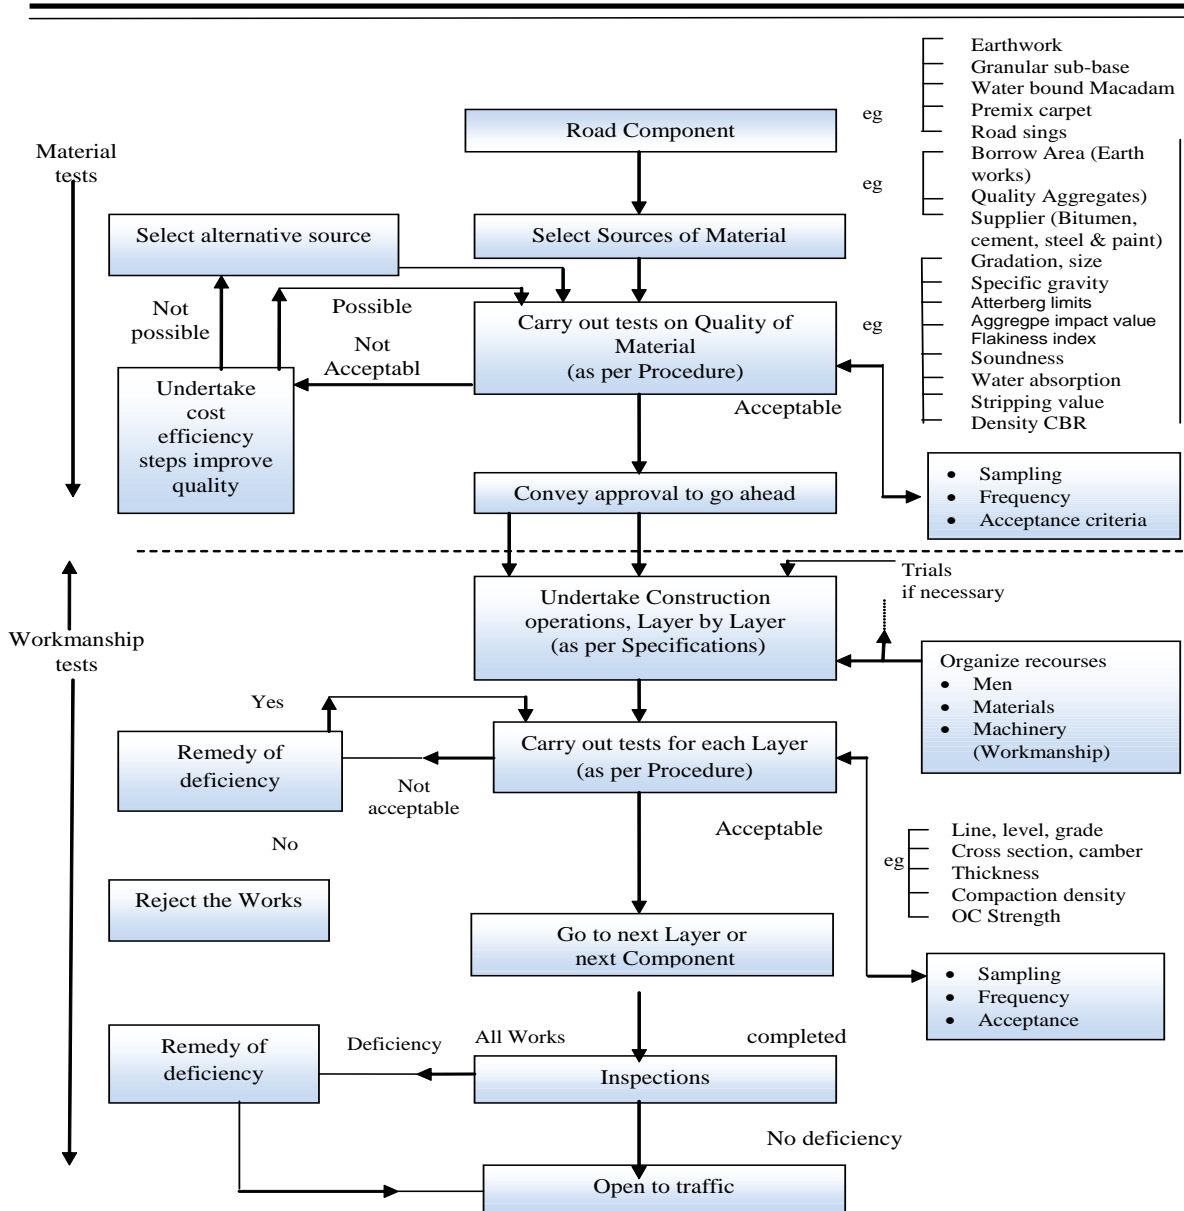 Earthwork
Granular sub-base
Water bound Macadam
eg
Premix carpet
Road sings
Road Component
Material
tests
Borrow Area (Earth
works)
eg
Quality Aggregates)
Supplier (Bitumen,
cement, steel & paint)
Select alternative source
Select Sources of Material
Gradation, size
Specific gravity
Atterberg limits
eg
Aggregpe impact value
Flakiness index
Soundness
Water absorption
Stripping value
Density CBR
Not
possible
Possible
Carry out tests on Quality of
Material
(as per Procedure)
Not
Acceptabl
Acceptable
Undertake
cost
efficiency
steps improve
quality
Convey approval to go ahead
• Sampling
• Frequency
• Acceptance criteria
Trials
if necessary
Undertake Construction
operations, Layer by Layer
(as per Specifications)
Workmanship
tests
Organize recourses
• Men
• Materials
• Machinery
(Workmanship)
Yes
Remedy of
deficiency
Carry out tests for each Layer
(as per Procedure)
Not
acceptable
Acceptable
No
Line, level, grade
eg
Cross section, camber
Thickness
Compaction density
OC Strength
Reject the Works
Go to next Layer or
next Component
• Sampling
• Frequency
• Acceptance
Remedy of
deficiency
Deficiency
All Works
completed
Inspections
No deficiency
Open to traffic